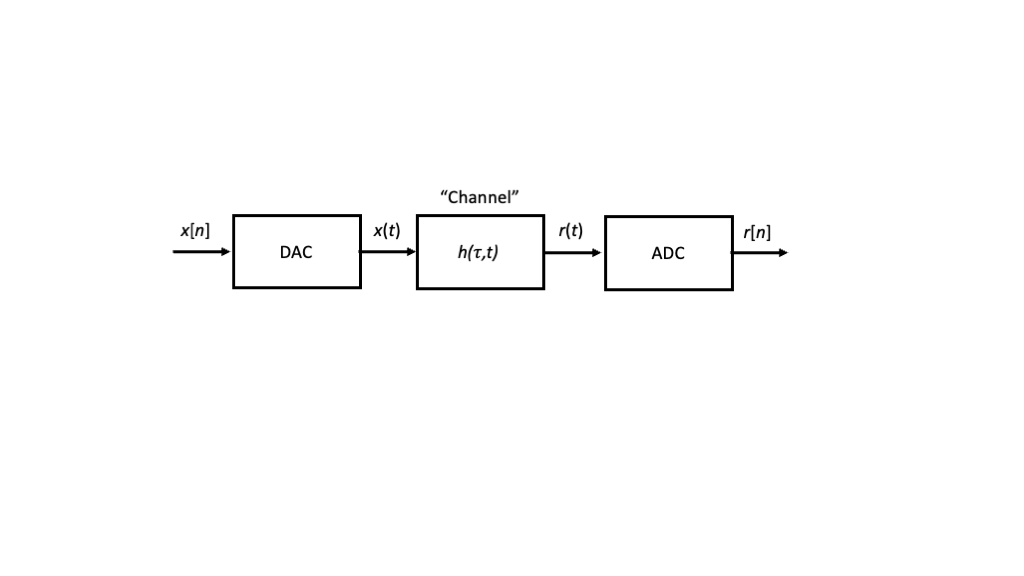 “Channel”
x[n]
DAC
x(t)
h(τ,t)
r(t)
ADC
r[n]